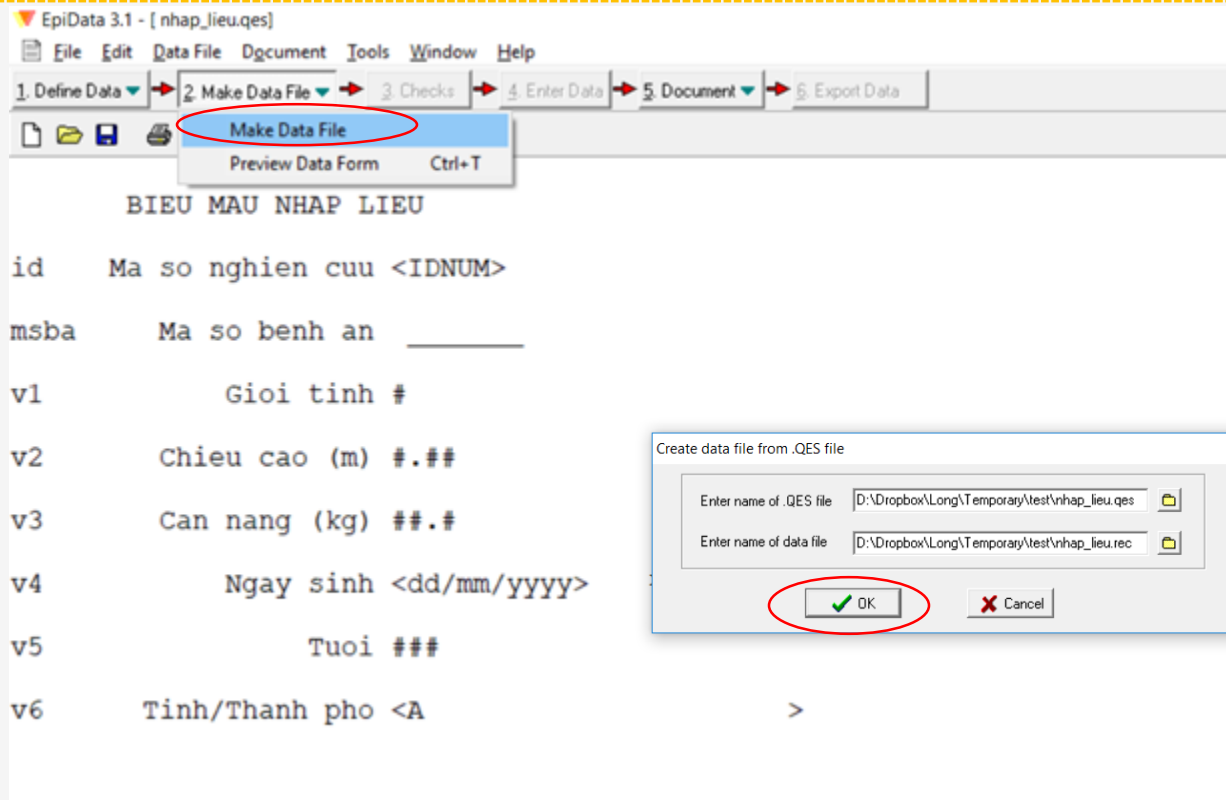 EpiData 3.1 - [ nhap_lieu.qes]
File Edit Data File Document Tools Window Help
1. Define Data 2. Make Data File 3. Checks 4. Enter Data 5. Document 6. Export Data
Make Data File
Preview Data Form Ctrl+T
BIEU MAU NHAP LIEU
id Ma so nghien cuu <IDNUM>
msba Ma so benh an _______
v1 Gioi tinh #
v2 Chieu cao (m) #.##
v3 Can nang (kg) ##.#
v4 Ngay sinh <dd/mm/yyyy>
v5 Tuoi ###
v6 Tinh/Thanh pho <A >
Create data file from .QES file
Enter name of .QES file D:\Dropbox\Long\Temporary\test\nhap_lieu.qes
Enter name of data file D:\Dropbox\Long\Temporary\test\nhap_lieu.rec
OK Cancel